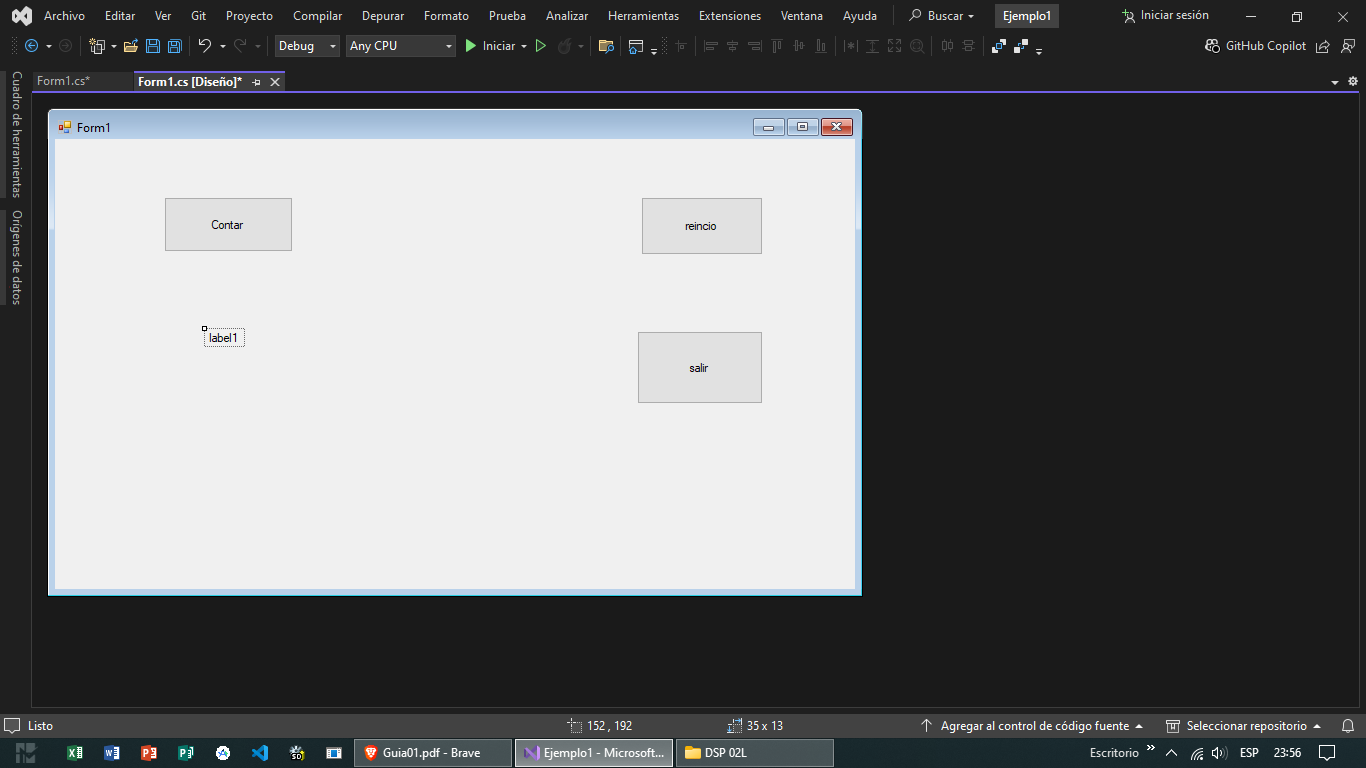 Archivo Editar Ver Git Proyecto Compilar Depurar Formato Prueba Analizar Herramientas Extensiones Ventana Ayuda Buscar Ejemplo1 Iniciar sesión
Debug Any CPU Iniciar GitHub Copilot
Form1.cs* Form1.cs [Diseño]*
Cuadro de herramientas
Orígenes de datos
Form1
Contar
reincio
label1
salir
Listo 152 , 192 35 x 13 Agregar al control de código fuente Seleccionar repositorio
Guia01.pdf - Brave Ejemplo1 - Microsoft... DSP 02L Escritorio ESP 23:56